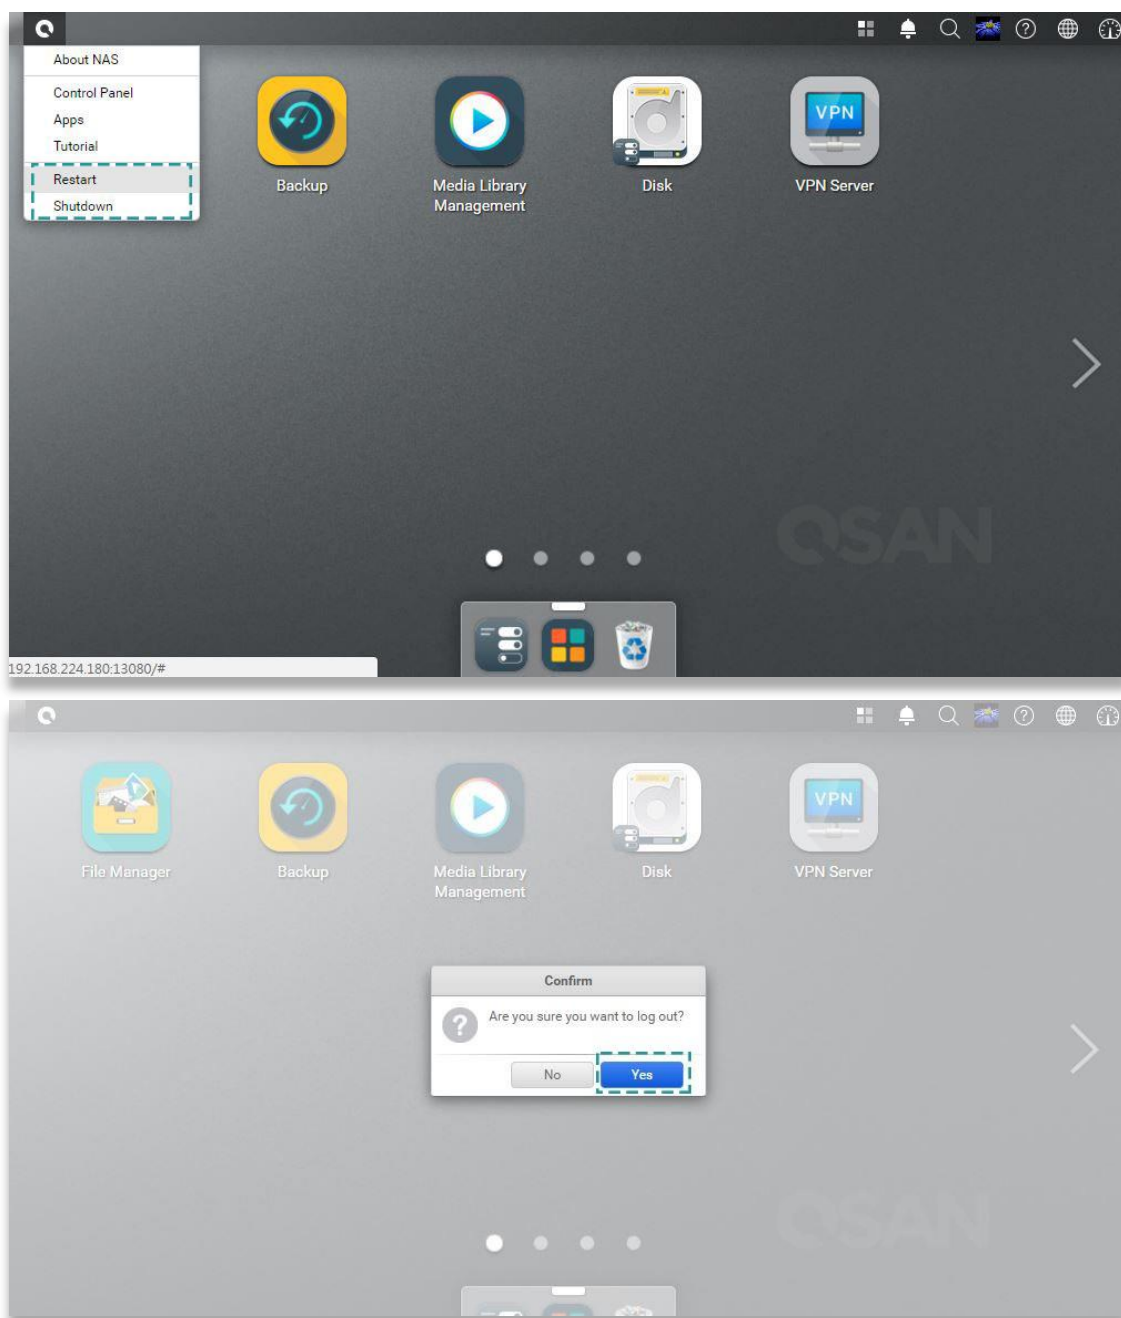 About NAS
Control Panel
Apps
Tutorial
Restart
Shutdown
Backup
Media Library
Management
Disk
VPN
VPN Server
QSAN
192.168.224.180:13080/#
File Manager
Backup
Media Library
Management
Disk
VPN
VPN Server
Confirm
Are you sure you want to log out?
No
Yes
QSAN